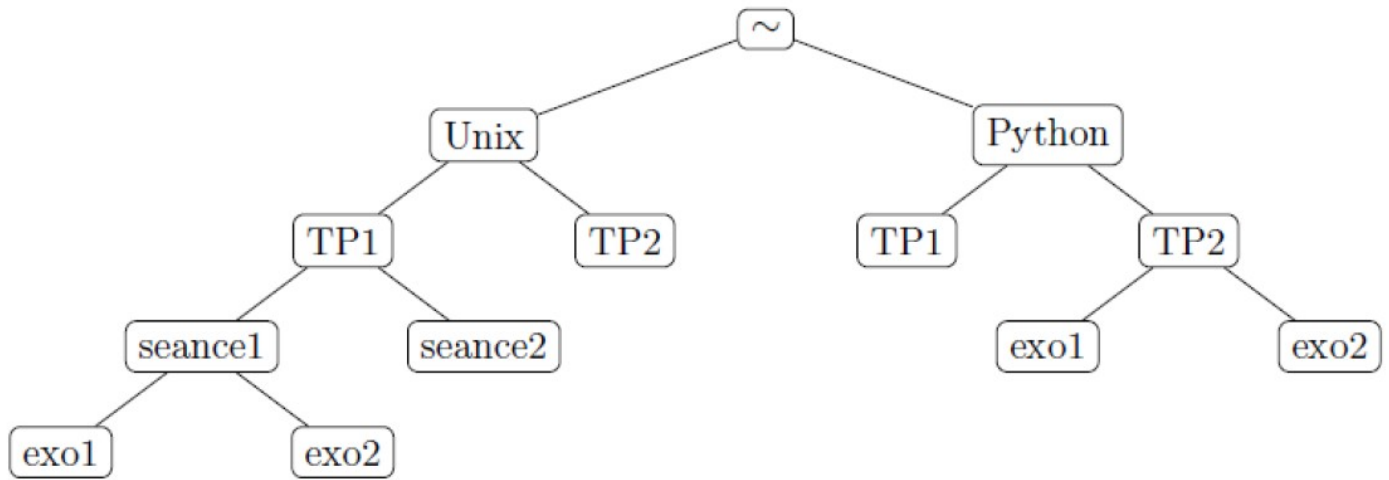 ~
Unix Python
TP1 TP2 TP1 TP2
seance1 seance2 exo1 exo2
exo1 exo2